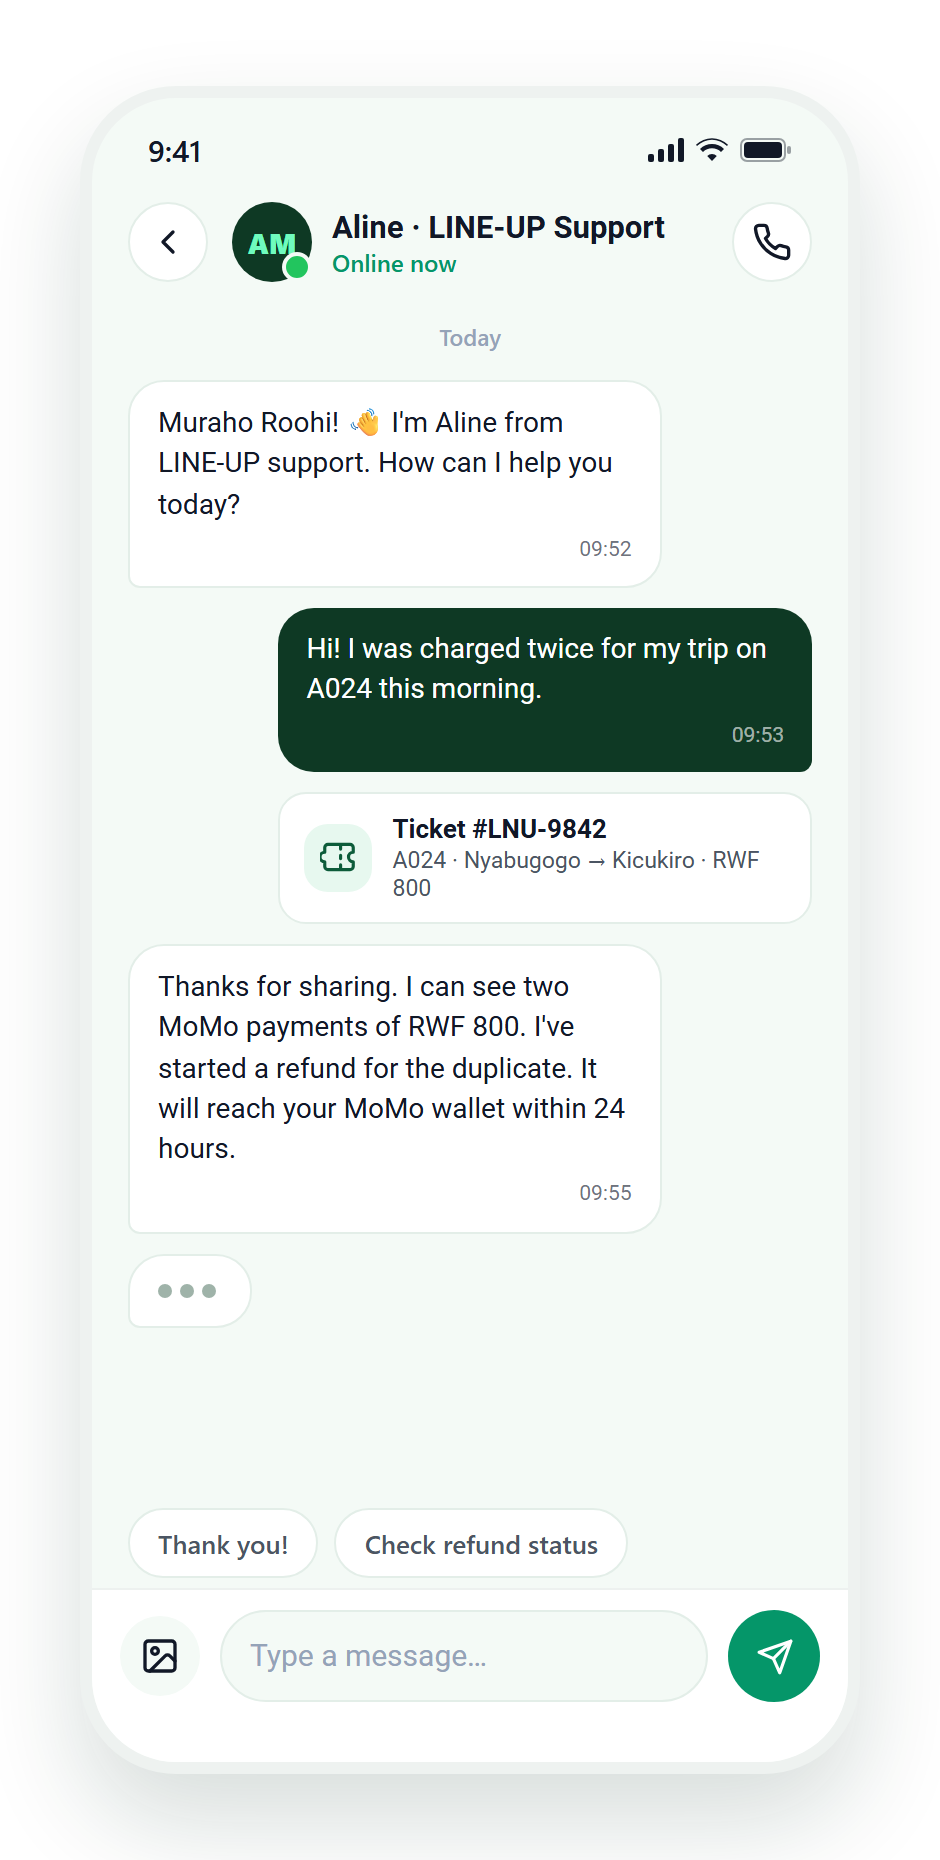 9:41
AM
Aline · LINE-UP Support
Online now
Today
Muraho Roohi! 👋 I'm Aline from
LINE-UP support. How can I help you
today?
09:52
Hi! I was charged twice for my trip on
A024 this morning.
09:53
Ticket #LNU-9842
A024 · Nyabugogo → Kicukiro · RWF
800
Thanks for sharing. I can see two
MoMo payments of RWF 800. I've
started a refund for the duplicate. It
will reach your MoMo wallet within 24
hours.
09:55
Thank you!
Check refund status
Type a message…